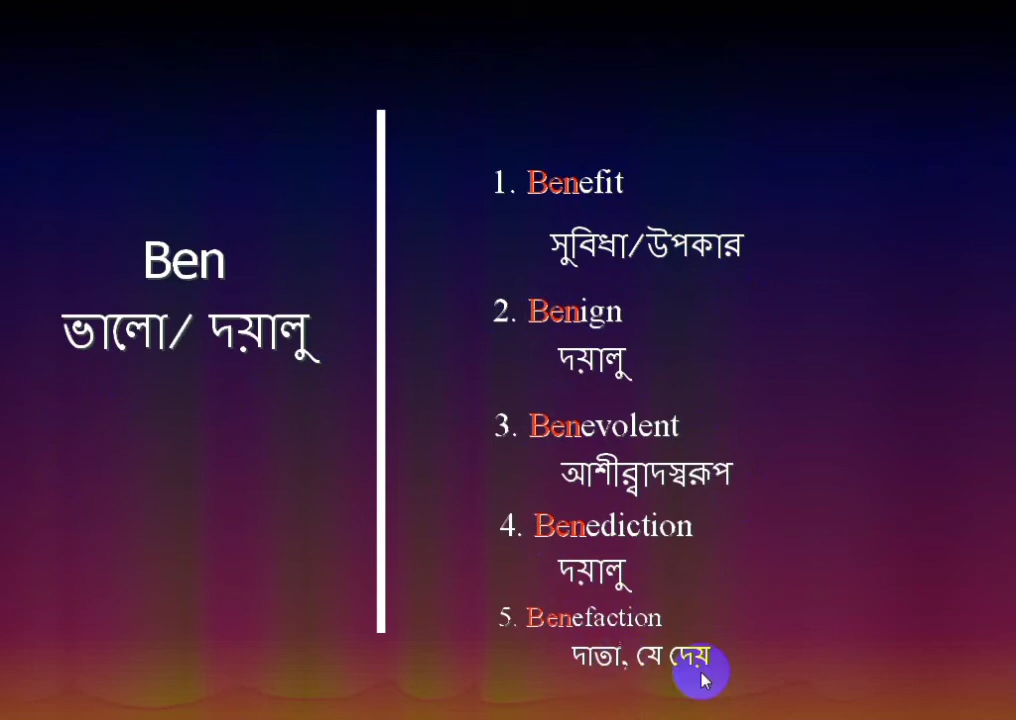 Ben
ভালো/ দয়ালু
1. Benefit
সুবিধা/উপকার
2. Benign
দয়ালু
3. Benevolent
আশীর্বাদস্বরূপ
4. Benediction
দয়ালু
5. Benefaction
দাতা, যে দেয়